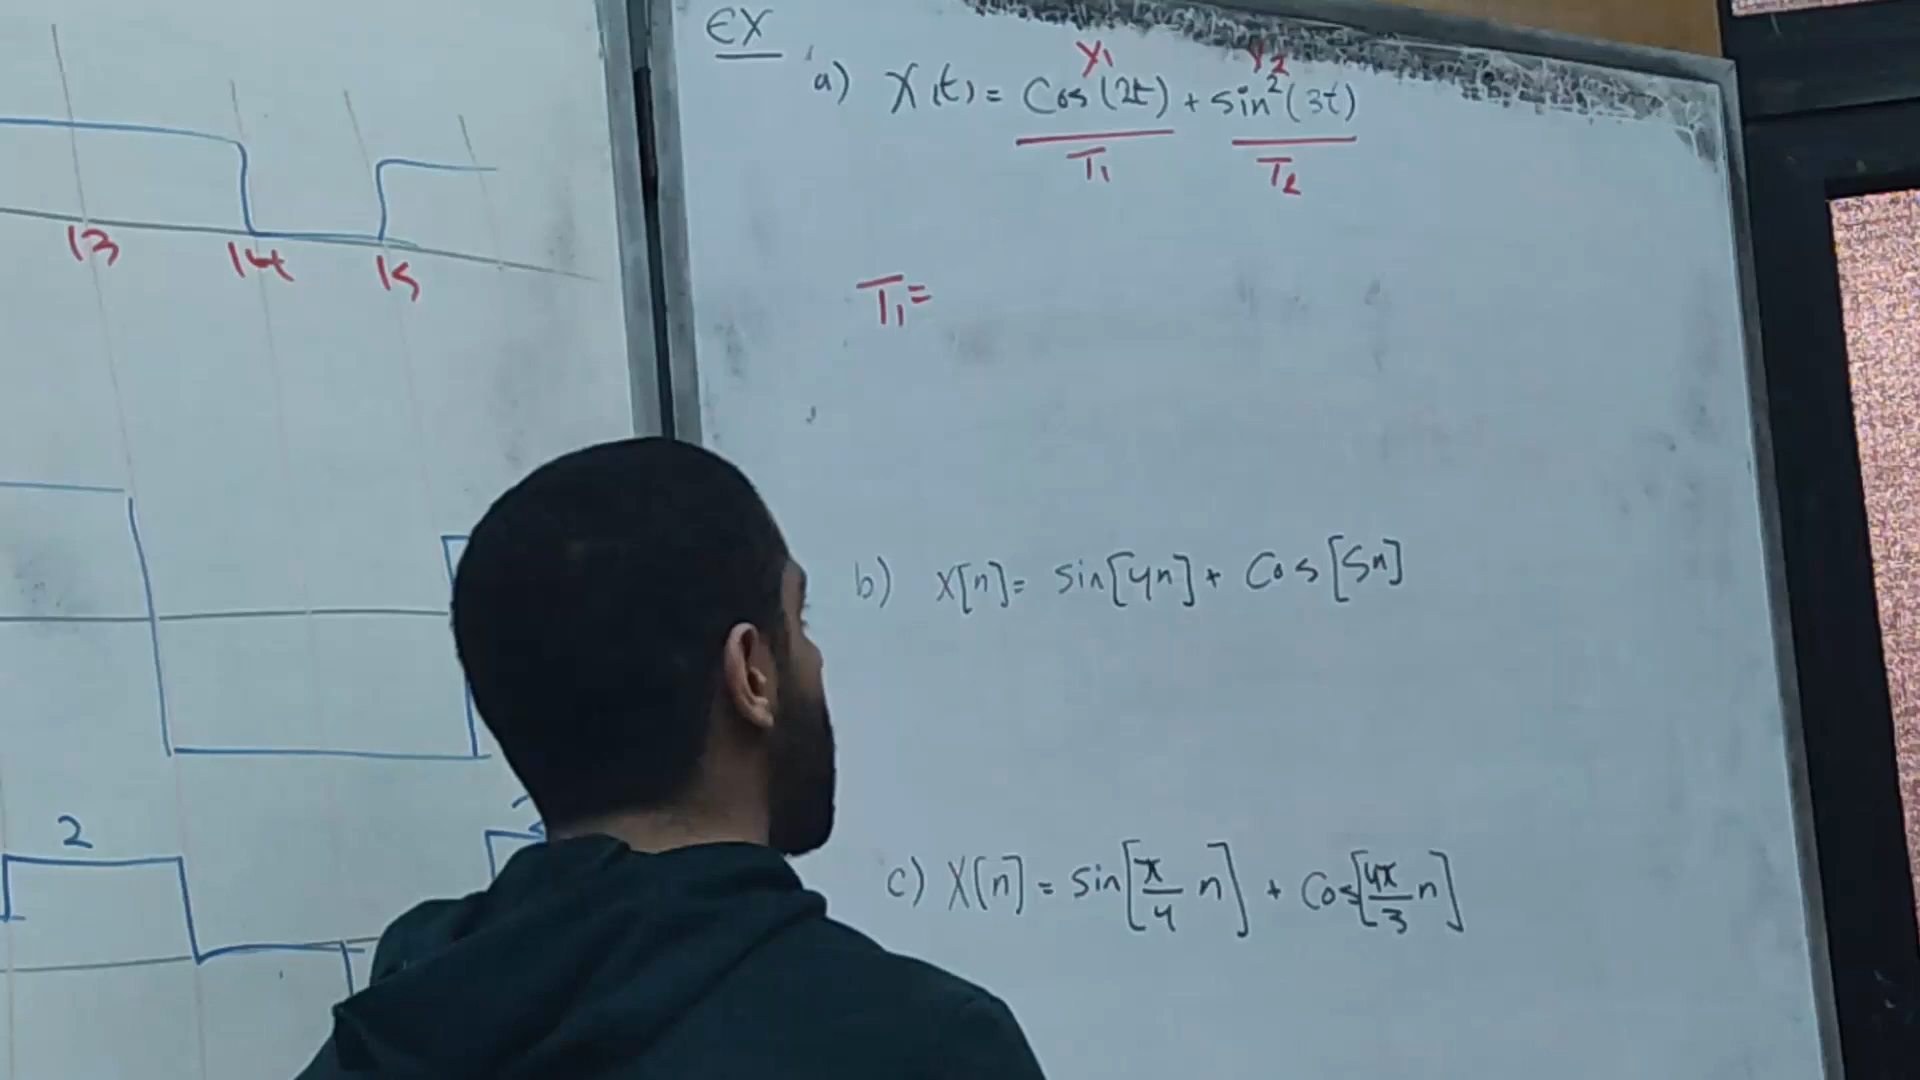 13 14 15
2
EX
Y₁ Y₂
a) X(t) = Cos(2t) + sin²(3t)
T₁ T₂
T₁=
b) X[n] = sin[4n] + Cos[5n]
c) X[n] = sin[π/4 n] + Cos[4π/3 n]